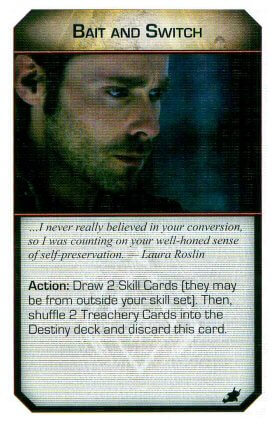 BAIT AND SWITCH
...I never really believed in your conversion,
so I was counting on your well-honed sense
of self-preservation. — Laura Roslin
Action: Draw 2 Skill Cards (they may
be from outside your skill set). Then,
shuffle 2 Treachery Cards into the
Destiny deck and discard this card.